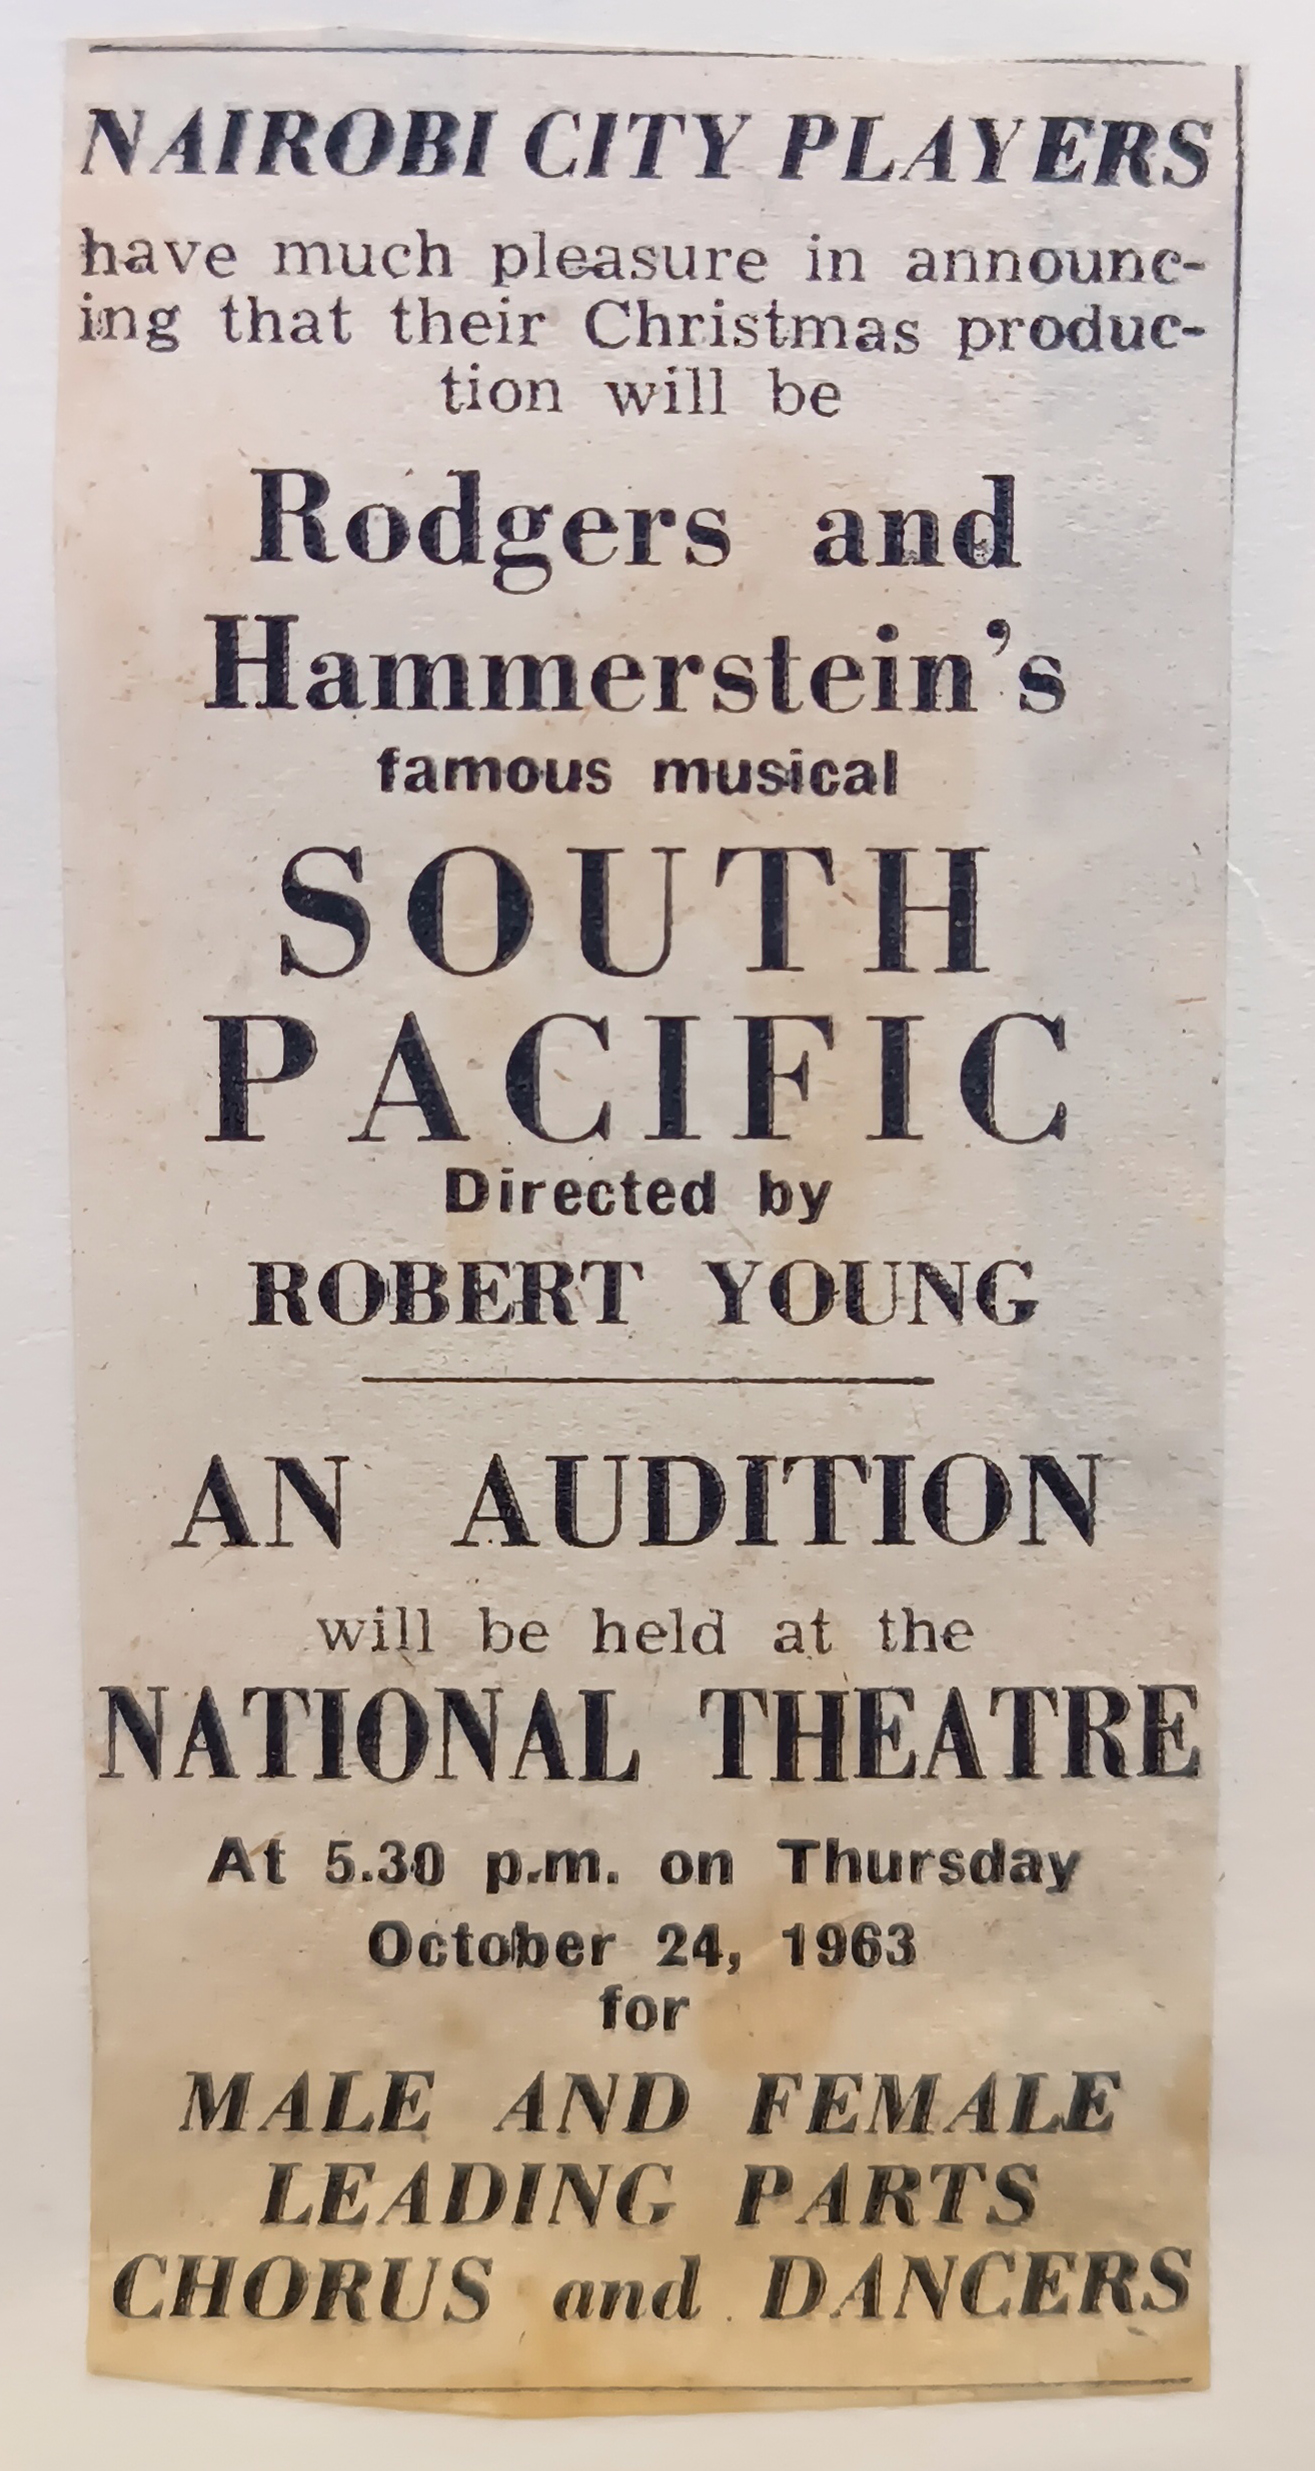 NAIROBI CITY PLAYERS
have much pleasure in announc-
ing that their Christmas produc-
tion will be
Rodgers and
Hammerstein's
famous musical
SOUTH
PACIFIC
Directed by
ROBERT YOUNG
AN AUDITION
will be held at the
NATIONAL THEATRE
At 5.30 p.m. on Thursday
October 24, 1963
for
MALE AND FEMALE
LEADING PARTS
CHORUS and DANCERS